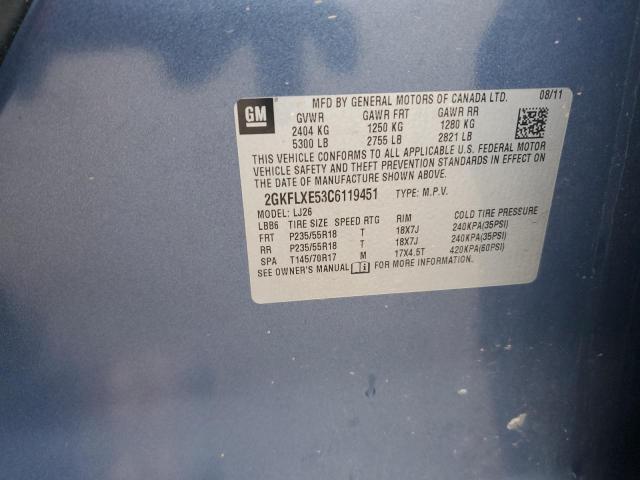 GM
MFD BY GENERAL MOTORS OF CANADA LTD. 08/11
GVWR GAWR FRT GAWR RR
2404 KG 1250 KG 1280 KG
5300 LB 2755 LB 2821 LB
THIS VEHICLE CONFORMS TO ALL APPLICABLE U.S. FEDERAL MOTOR
VEHICLE SAFETY AND THEFT PREVENTION STANDARDS IN EFFECT ON
THE DATE OF MANUFACTURE SHOWN ABOVE.
2GKFLXE53C6119451 TYPE: M.P.V.
MODEL: LJ26
LBB6 TIRE SIZE SPEED RTG RIM COLD TIRE PRESSURE
FRT P235/55R18 T 18X7J 240KPA(35PSI)
RR P235/55R18 T 18X7J 240KPA(35PSI)
SPA T145/70R17 M 17X4.5T 420KPA(60PSI)
SEE OWNER'S MANUAL FOR MORE INFORMATION.